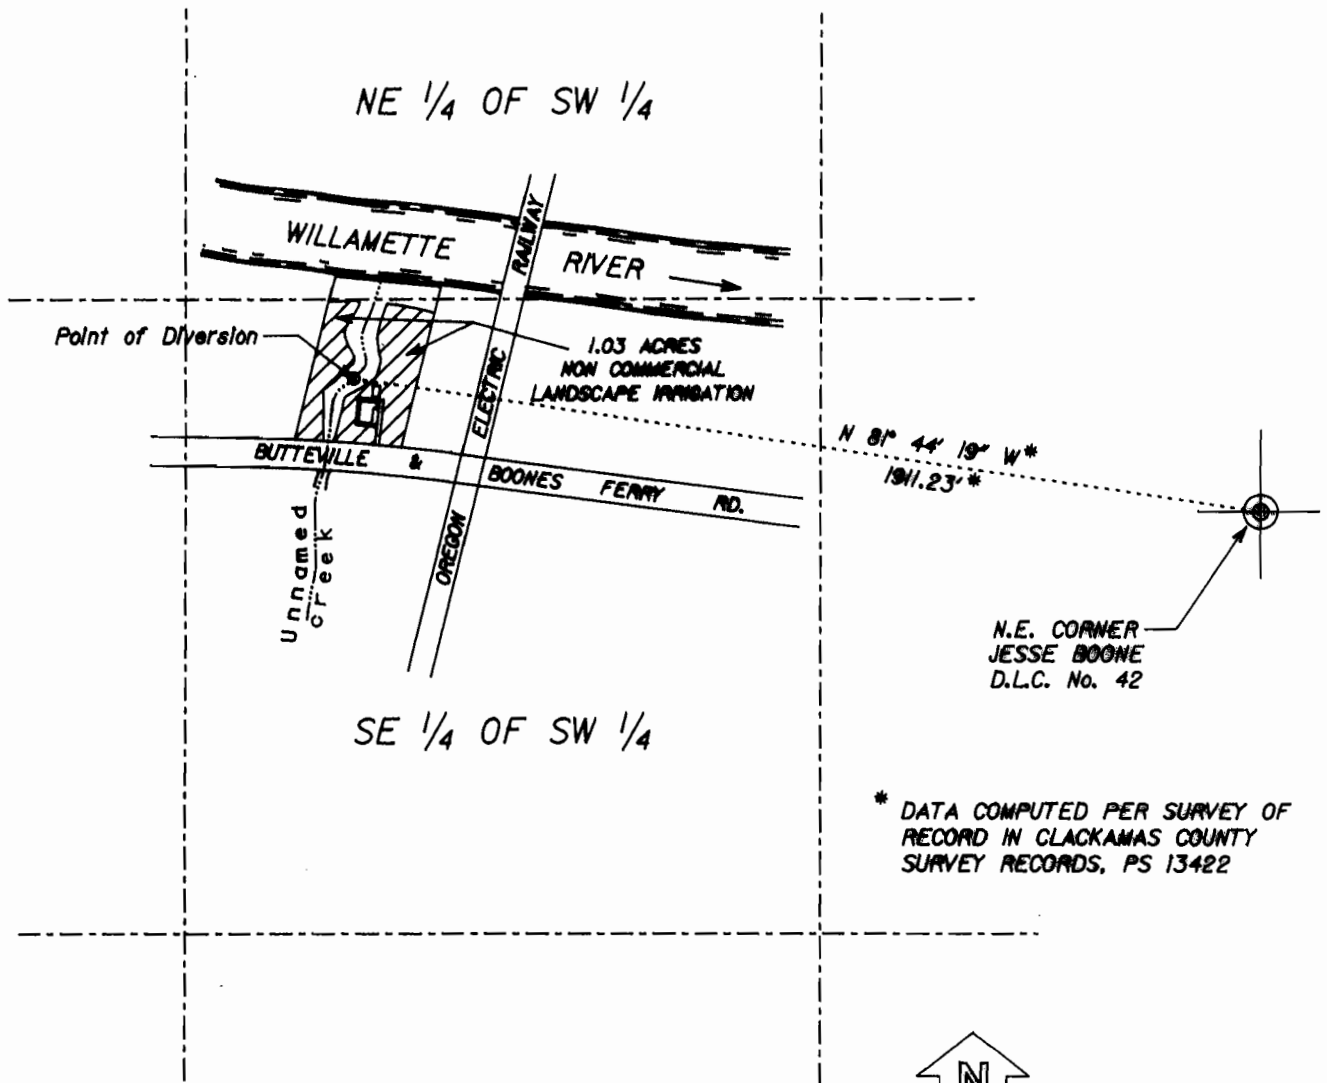 NE 1/4 OF SW 1/4
WILLAMETTE RIVER
OREGON ELECTRIC RAILWAY
Point of Diversion
1.03 ACRES
NON COMMERCIAL
LANDSCAPE IRRIGATION
N 81° 44' 19" W*
1911.23'*
BUTTEVILLE & BOONES FERRY RD.
Unnamed
creek
N.E. CORNER
JESSE BOONE
D.L.C. No. 42
SE 1/4 OF SW 1/4
* DATA COMPUTED PER SURVEY OF
RECORD IN CLACKAMAS COUNTY
SURVEY RECORDS, PS 13422
N